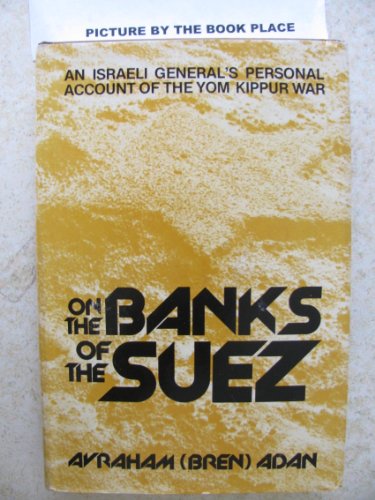 PICTURE BY THE BOOK PLACE
AN ISRAELI GENERAL'S PERSONAL
ACCOUNT OF THE YOM KIPPUR WAR
ON THE BANKS
OF THE SUEZ
AVRAHAM (BREN) ADAN